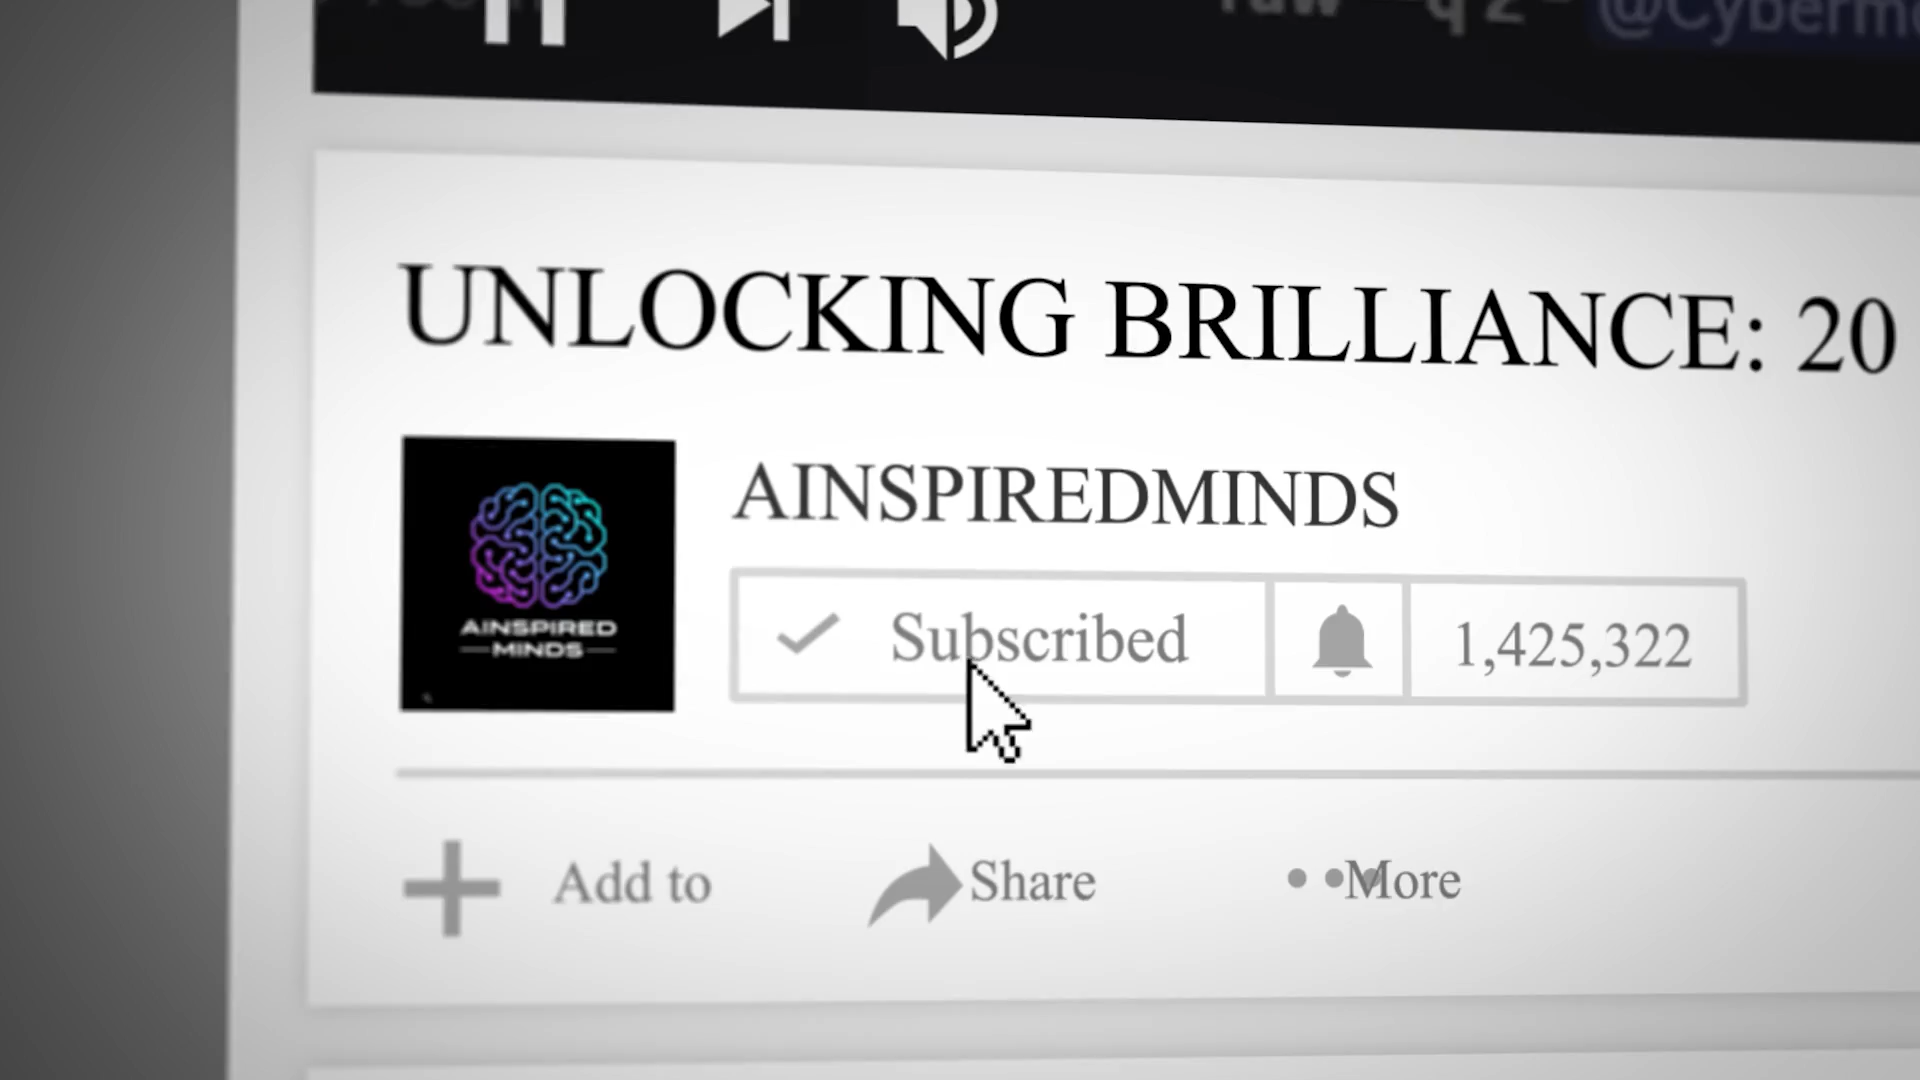 UNLOCKING BRILLIANCE: 20
AINSPIREDMINDS
AINSPIRED
MINDS
Subscribed
1,425,322
Add to
Share
More